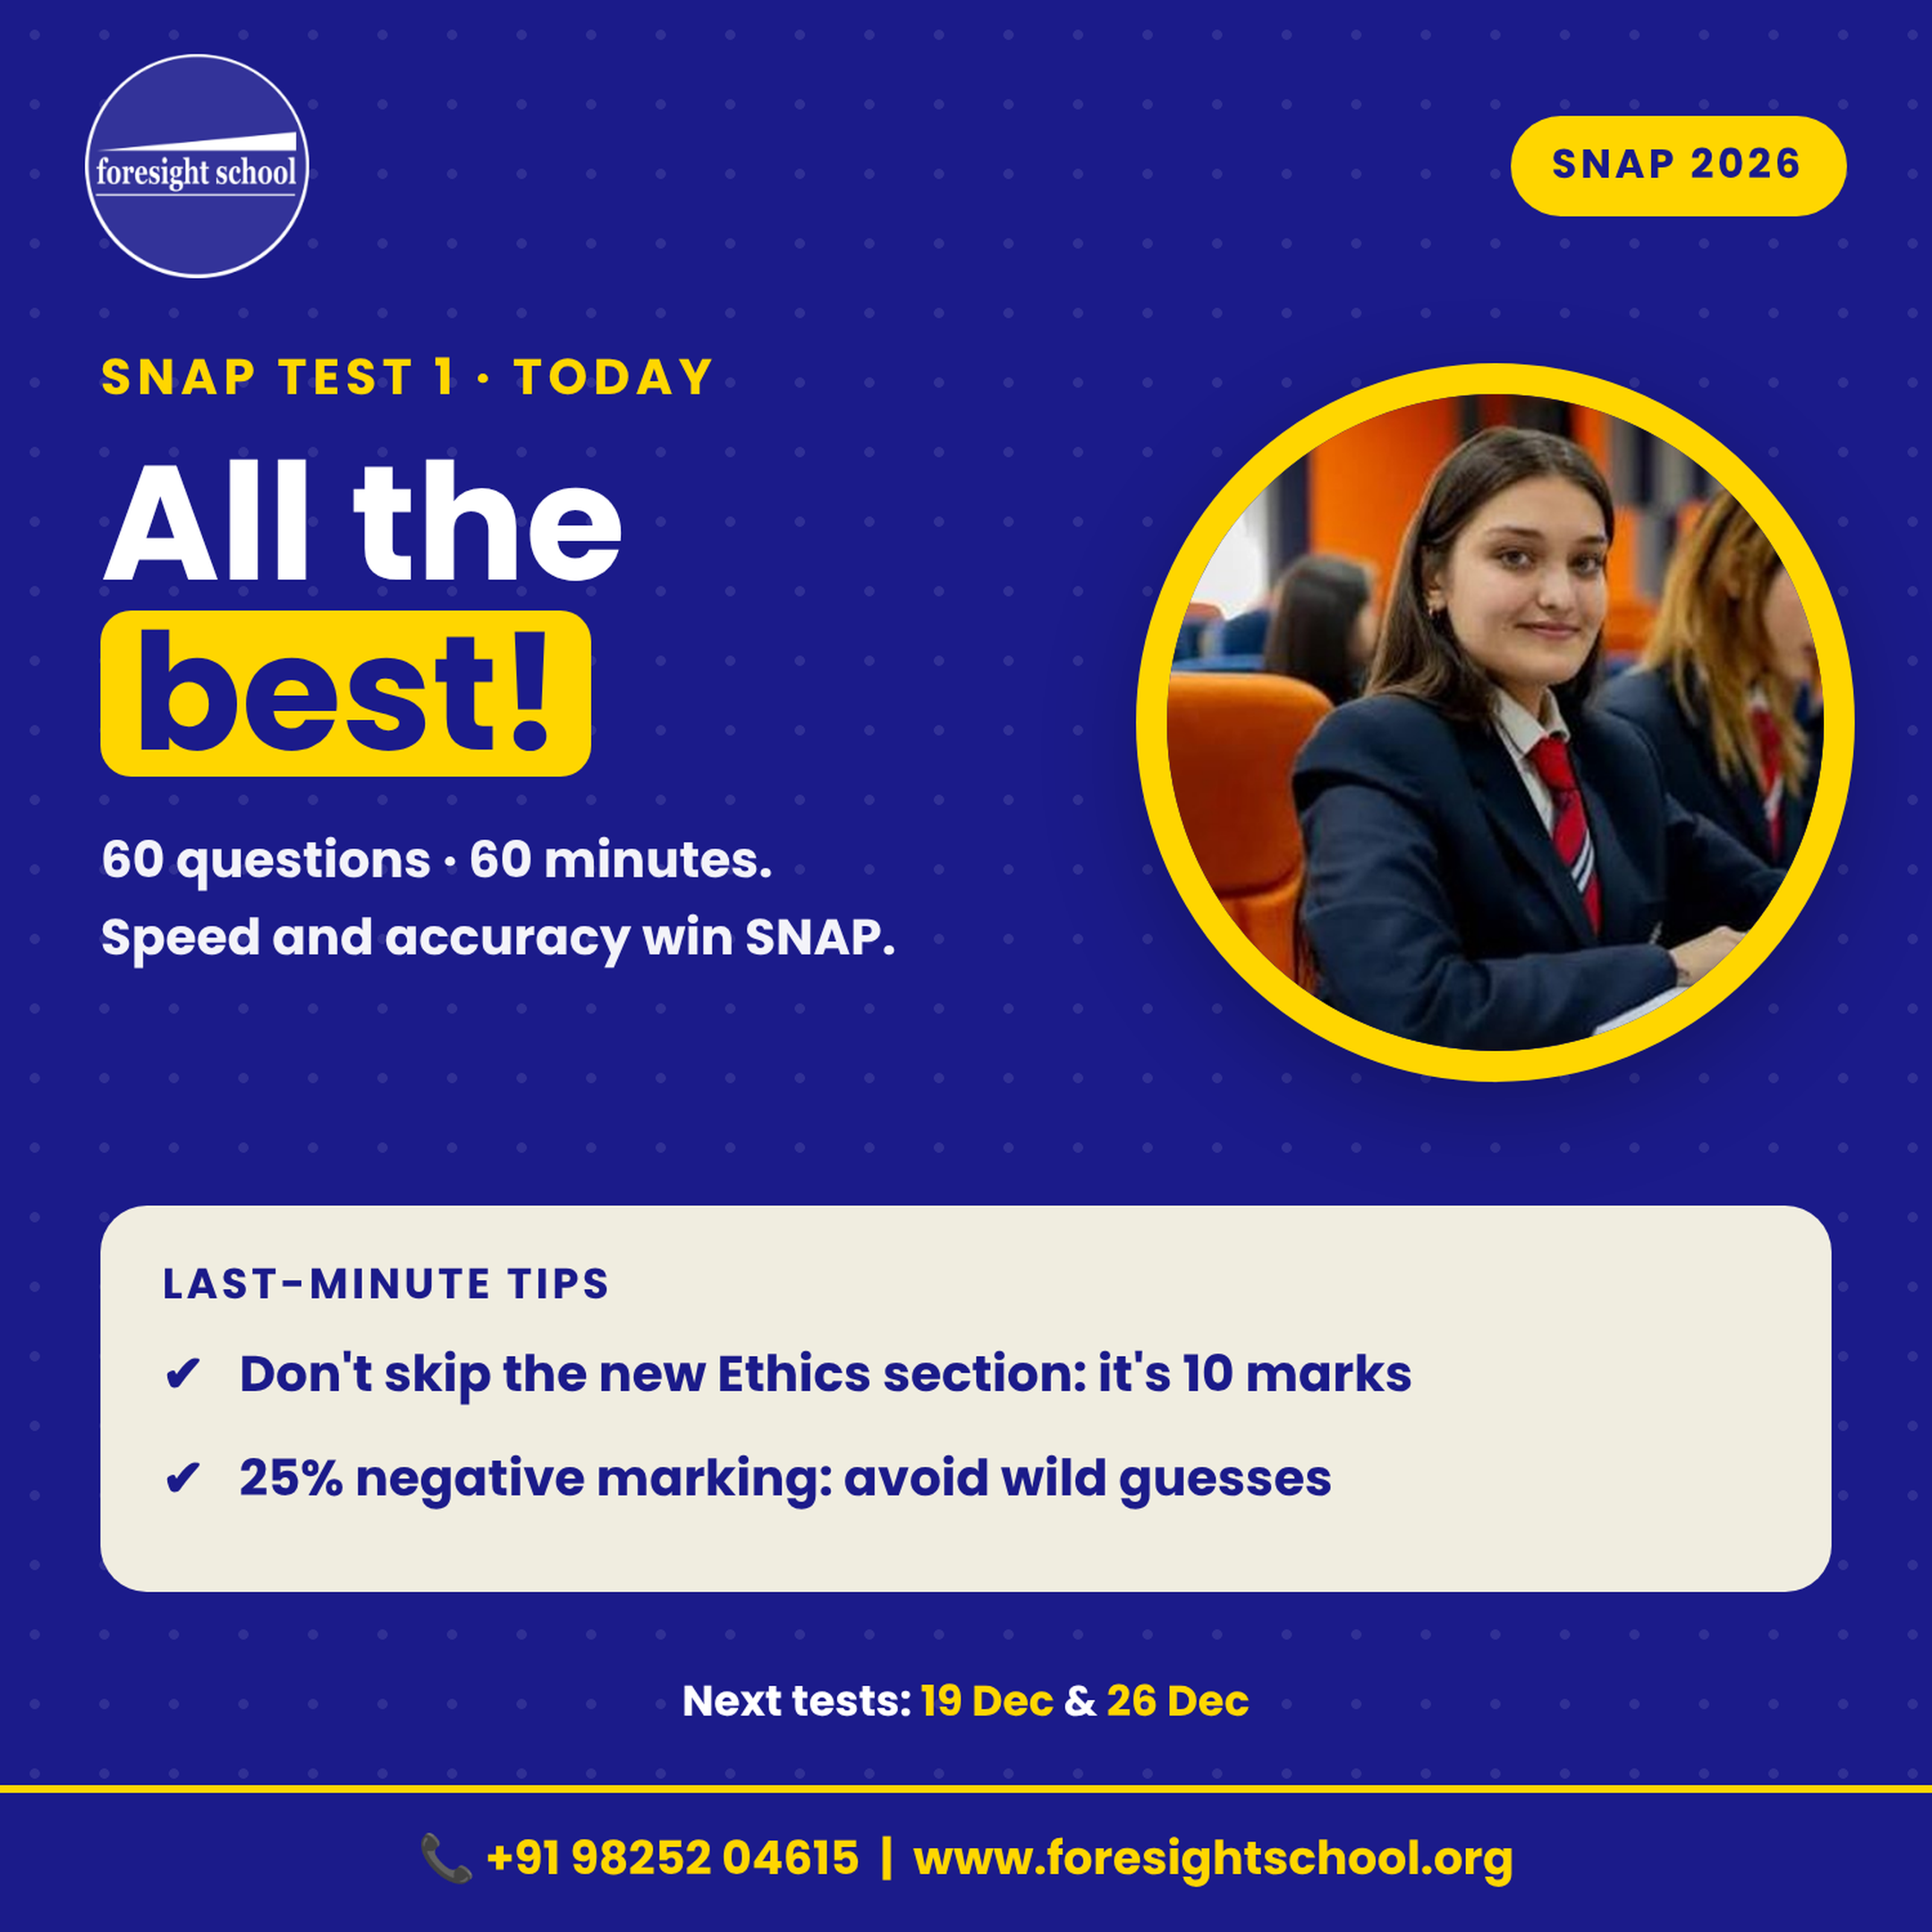 foresight school
SNAP 2026
SNAP TEST 1 · TODAY
All the
best!
60 questions · 60 minutes.
Speed and accuracy win SNAP.
LAST-MINUTE TIPS
✔ Don't skip the new Ethics section: it's 10 marks
✔ 25% negative marking: avoid wild guesses
Next tests: 19 Dec & 26 Dec
📞 +91 98252 04615 | www.foresightschool.org